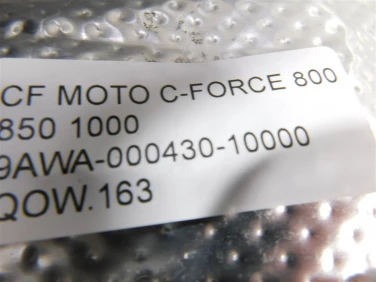 CF MOTO C-FORCE 800
850 1000
9AWA-000430-10000
QOW.163